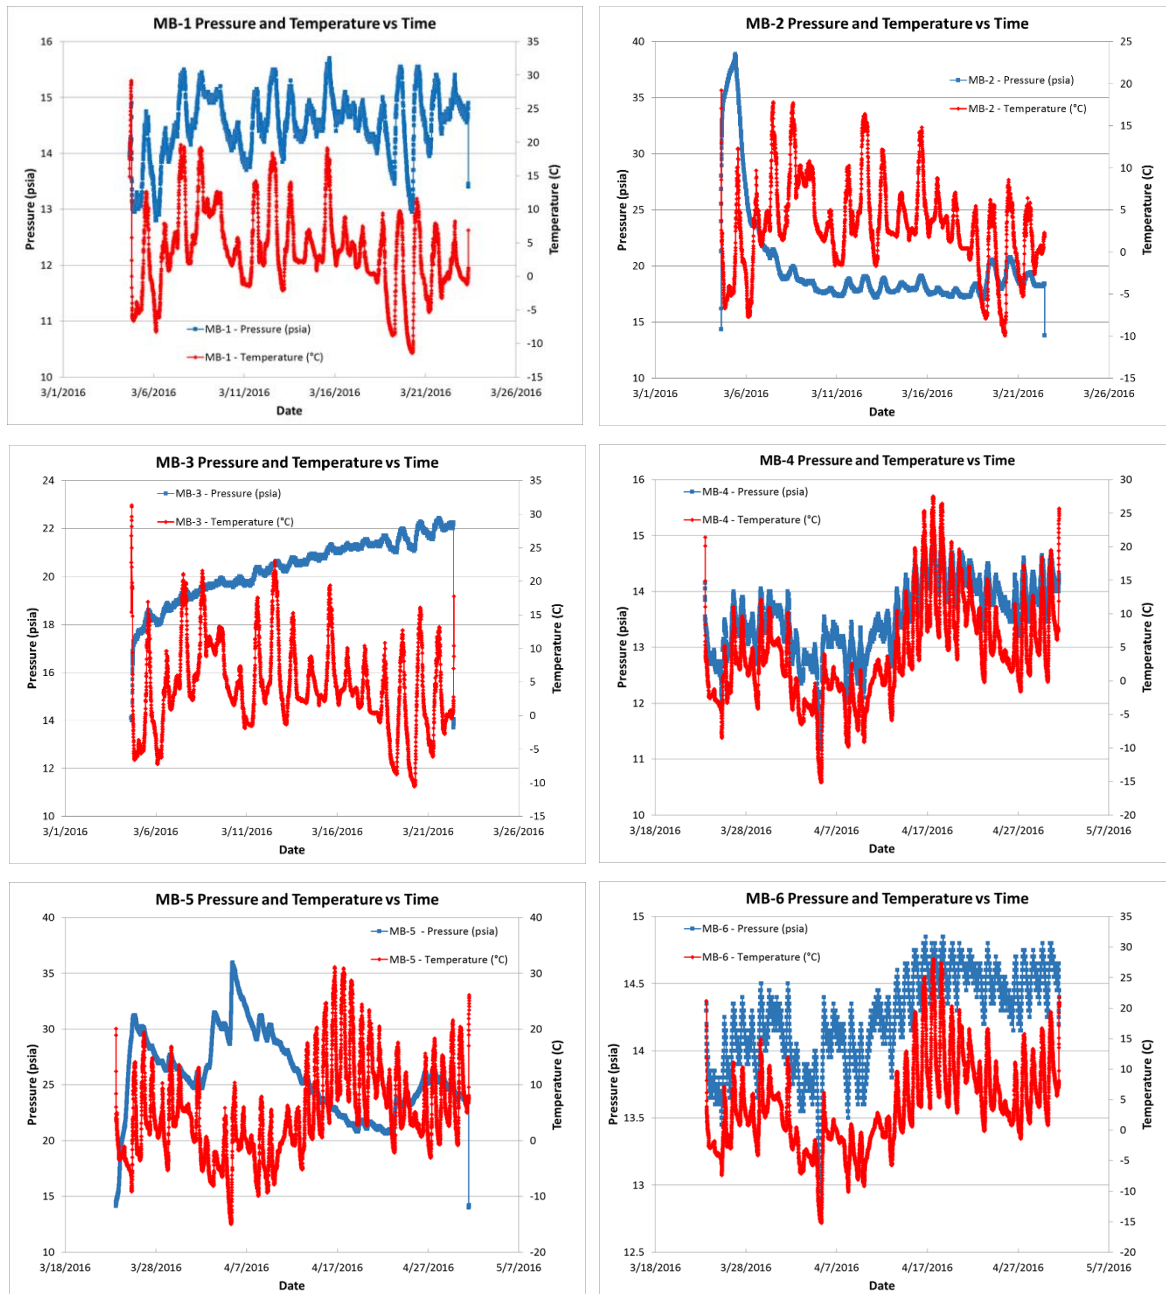 MB-1 Pressure and Temperature vs Time
16
15
14
13
12
11
10
35
30
25
20
15
10
5
0
-5
-10
-15
Pressure (psia)
Temperature (C)
MB-1 - Pressure (psia)
MB-1 - Temperature (°C)
3/1/2016 3/6/2016 3/11/2016 3/16/2016 3/21/2016 3/26/2016
Date
MB-2 Pressure and Temperature vs Time
40
35
30
25
20
15
10
25
20
15
10
5
0
-5
-10
-15
Pressure (psia)
Temperature (C)
MB-2 - Pressure (psia)
MB-2 - Temperature (°C)
3/1/2016 3/6/2016 3/11/2016 3/16/2016 3/21/2016 3/26/2016
Date
MB-3 Pressure and Temperature vs Time
24
22
20
18
16
14
12
10
35
30
25
20
15
10
5
0
-5
-10
-15
Pressure (psia)
Temperature (C)
MB-3 - Pressure (psia)
MB-3 - Temperature (°C)
3/1/2016 3/6/2016 3/11/2016 3/16/2016 3/21/2016 3/26/2016
Date
MB-4 Pressure and Temperature vs Time
16
15
14
13
12
11
10
30
25
20
15
10
5
0
-5
-10
-15
-20
Pressure (psia)
Temperature (C)
MB-4 - Pressure (psia)
MB-4 - Temperature (°C)
3/18/2016 3/28/2016 4/7/2016 4/17/2016 4/27/2016 5/7/2016
Date
MB-5 Pressure and Temperature vs Time
40
35
30
25
20
15
10
40
30
20
10
0
-10
-20
Pressure (psia)
Temperature (C)
MB-5 - Pressure (psia)
MB-5 - Temperature (°C)
3/18/2016 3/28/2016 4/7/2016 4/17/2016 4/27/2016 5/7/2016
Date
MB-6 Pressure and Temperature vs Time
15
14.5
14
13.5
13
12.5
35
30
25
20
15
10
5
0
-5
-10
-15
-20
Pressure (psia)
Temperature (C)
MB-6 - Pressure (psia)
MB-6 - Temperature (°C)
3/18/2016 3/28/2016 4/7/2016 4/17/2016 4/27/2016 5/7/2016
Date